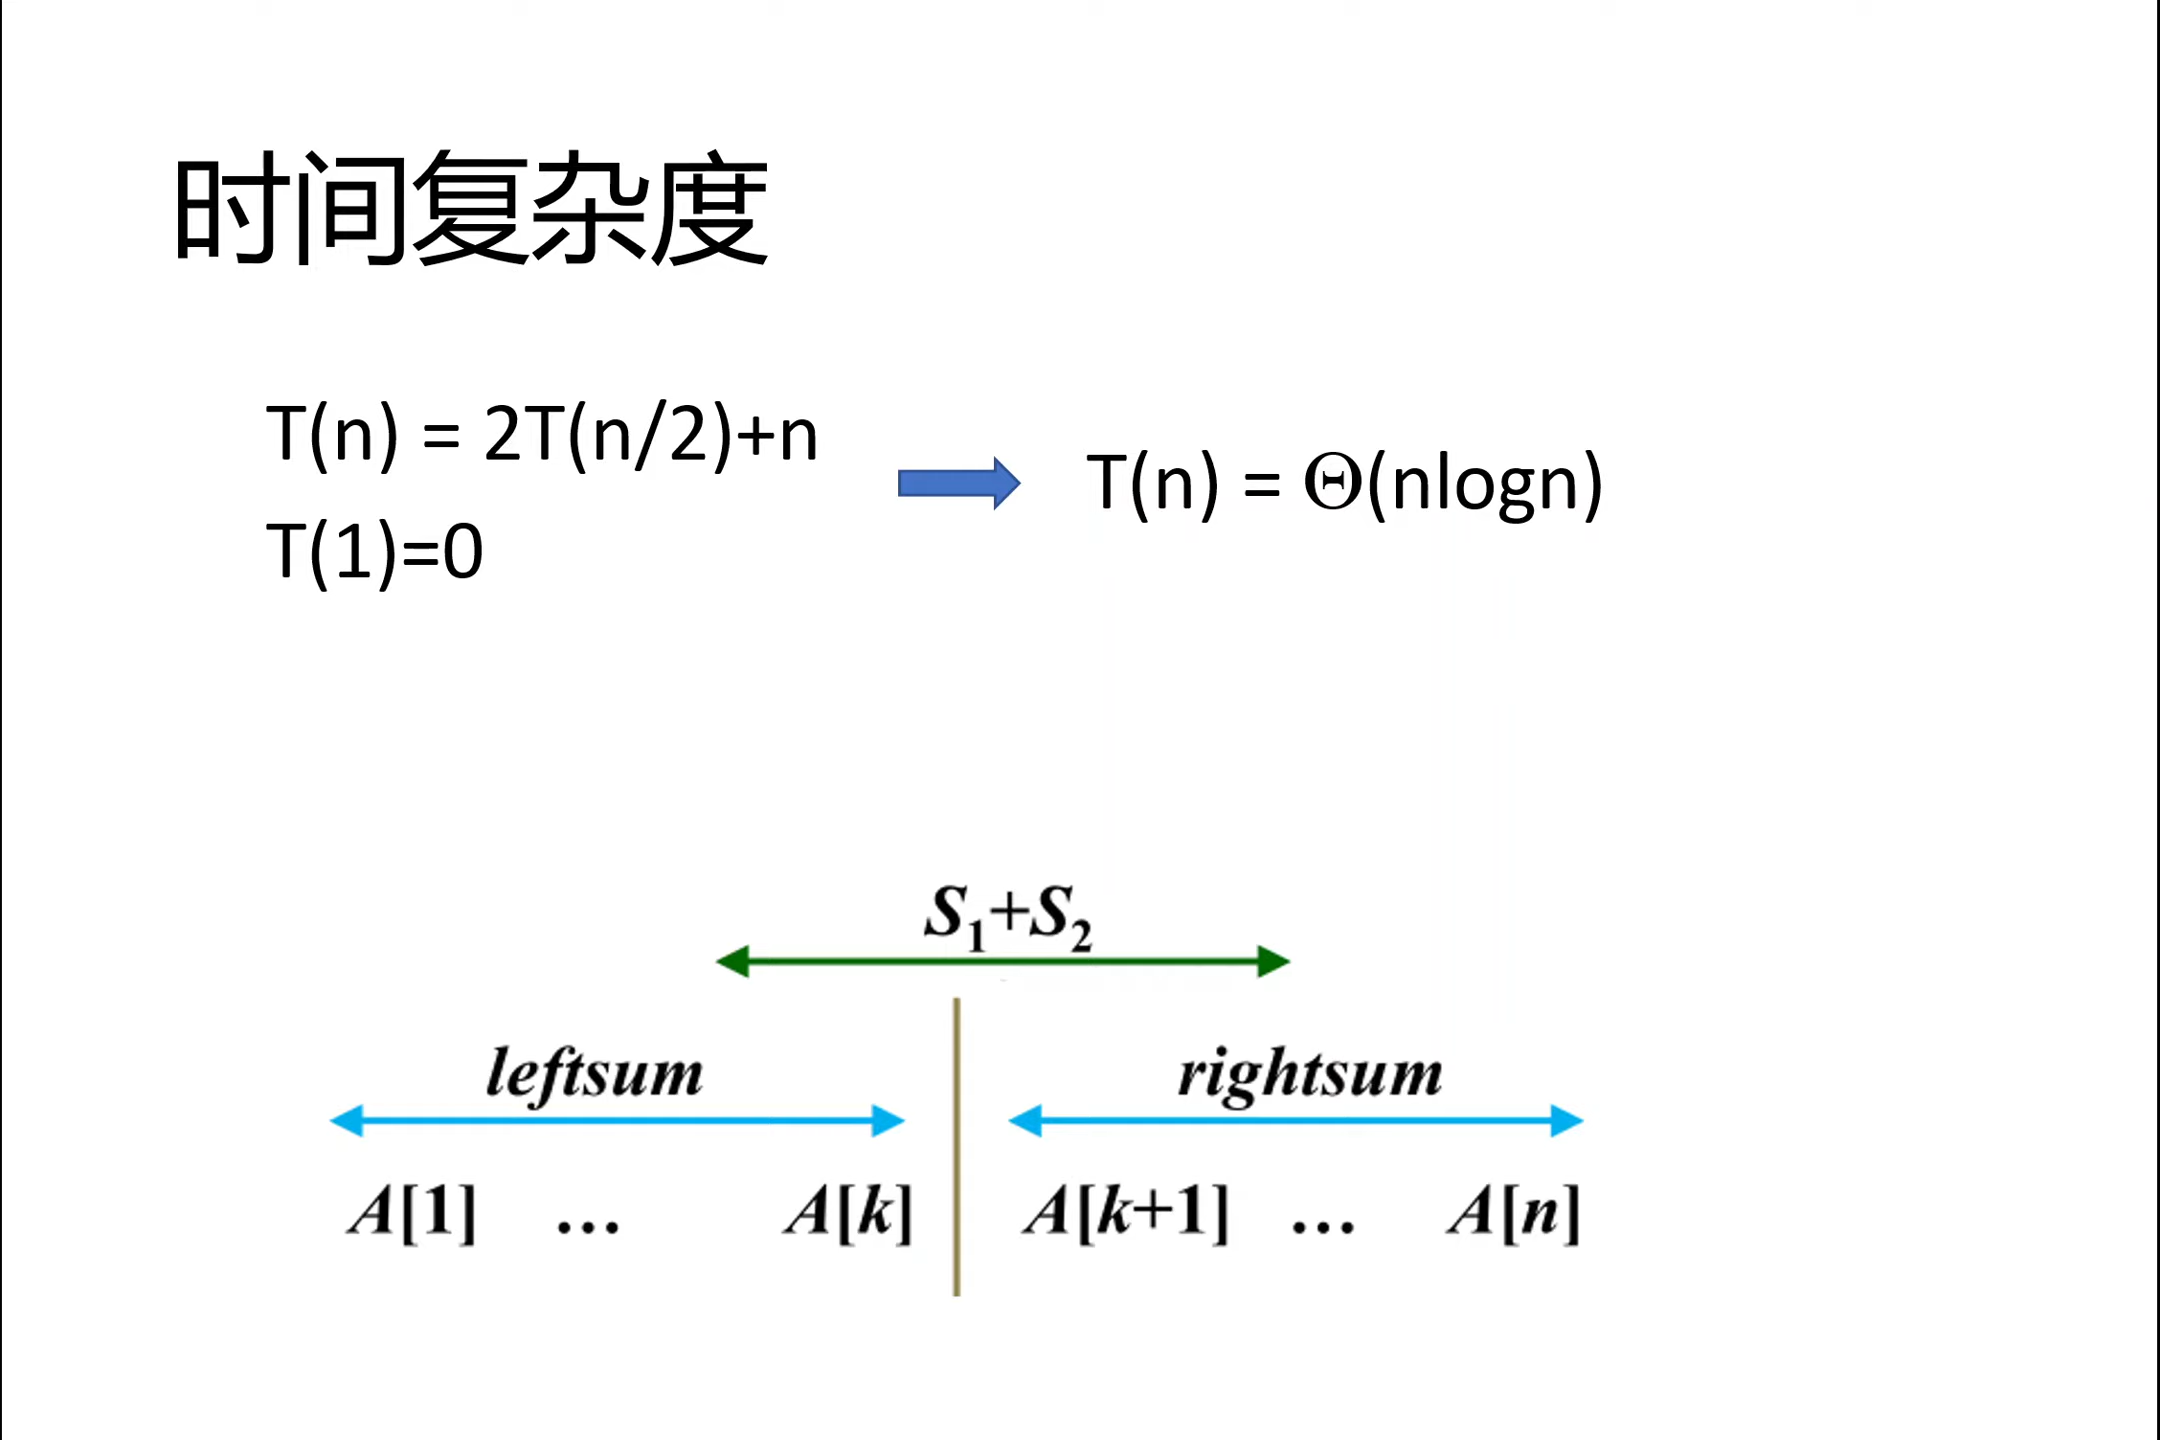 时间复杂度
T(n) = 2T(n/2)+n
T(n) = Θ(nlogn)
T(1)=0
S₁+S₂
leftsum rightsum
A[1] … A[k] A[k+1] … A[n]